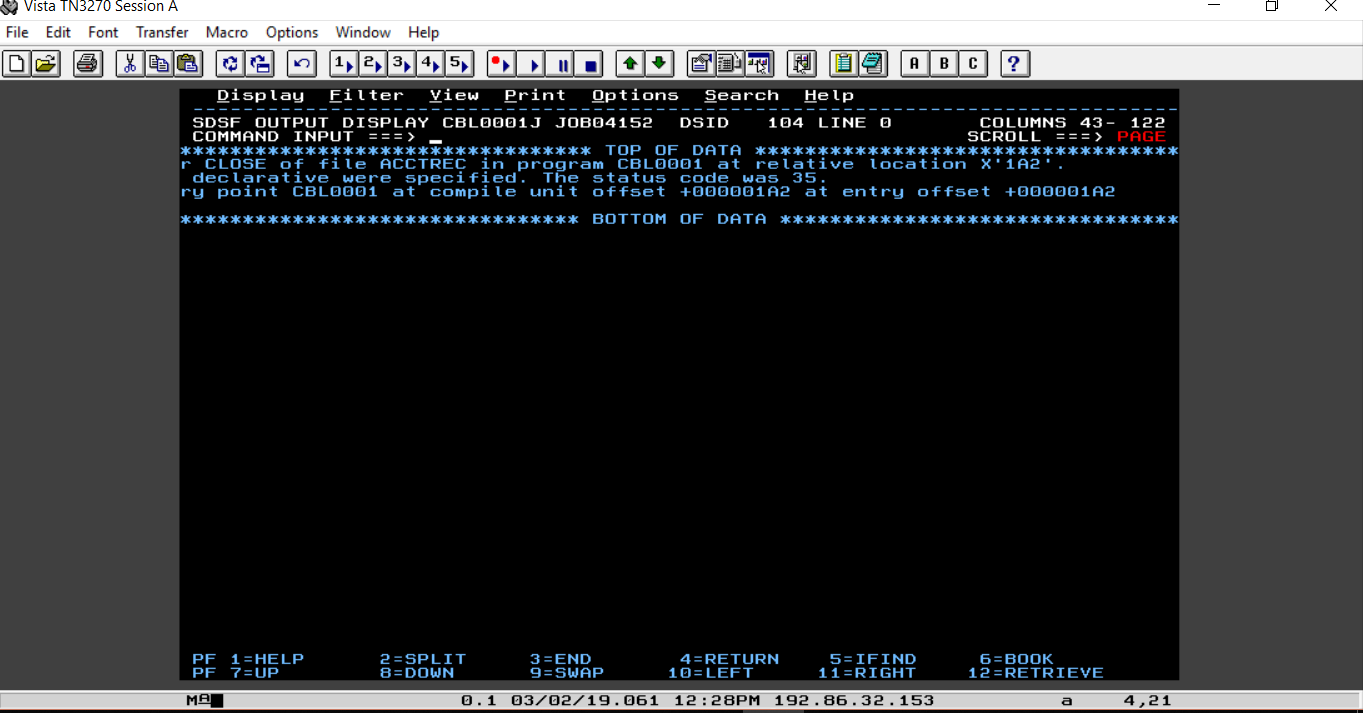 Vista TN3270 Session A
File Edit Font Transfer Macro Options Window Help
1 2 3 4 5 A B C ?
Display Filter View Print Options Search Help
SDSF OUTPUT DISPLAY CBL0001J JOB04152 DSID 104 LINE 0 COLUMNS 43- 122
COMMAND INPUT ===> SCROLL ===> PAGE
********************************* TOP OF DATA **********************************
r CLOSE of file ACCTREC in program CBL0001 at relative location X'1A2'.
declarative were specified. The status code was 35.
ry point CBL0001 at compile unit offset +000001A2 at entry offset +000001A2
******************************** BOTTOM OF DATA ********************************
PF 1=HELP 2=SPLIT 3=END 4=RETURN 5=IFIND 6=BOOK
PF 7=UP 8=DOWN 9=SWAP 10=LEFT 11=RIGHT 12=RETRIEVE
MA 0.1 03/02/19.061 12:28PM 192.86.32.153 a 4,21